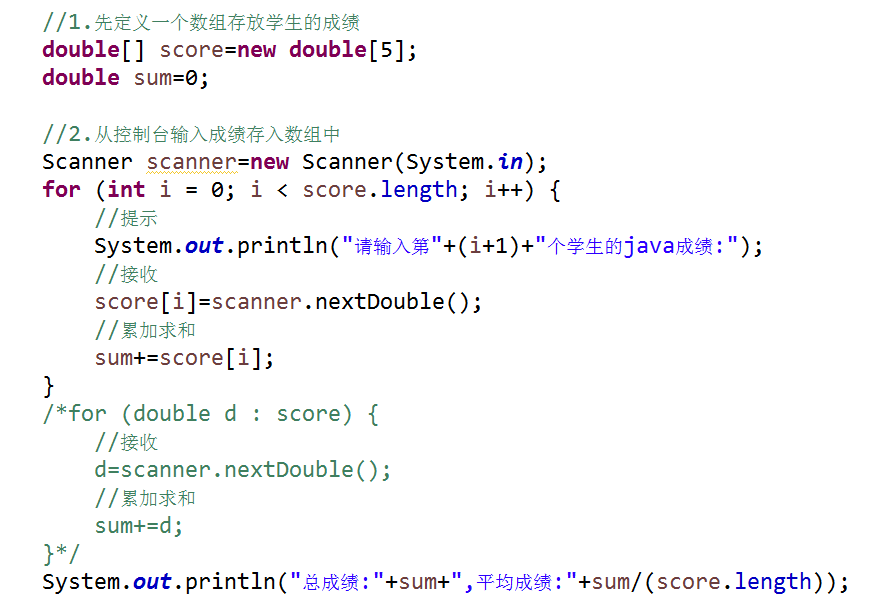 //1.先定义一个数组存放学生的成绩
double[] score=new double[5];
double sum=0;
//2.从控制台输入成绩存入数组中
Scanner scanner=new Scanner(System.in);
for (int i = 0; i < score.length; i++) {
//提示
System.out.println("请输入第"+(i+1)+"个学生的java成绩:");
//接收
score[i]=scanner.nextDouble();
//累加求和
sum+=score[i];
}
/*for (double d : score) {
//接收
d=scanner.nextDouble();
//累加求和
sum+=d;
}*/
System.out.println("总成绩:"+sum+",平均成绩:"+sum/(score.length));